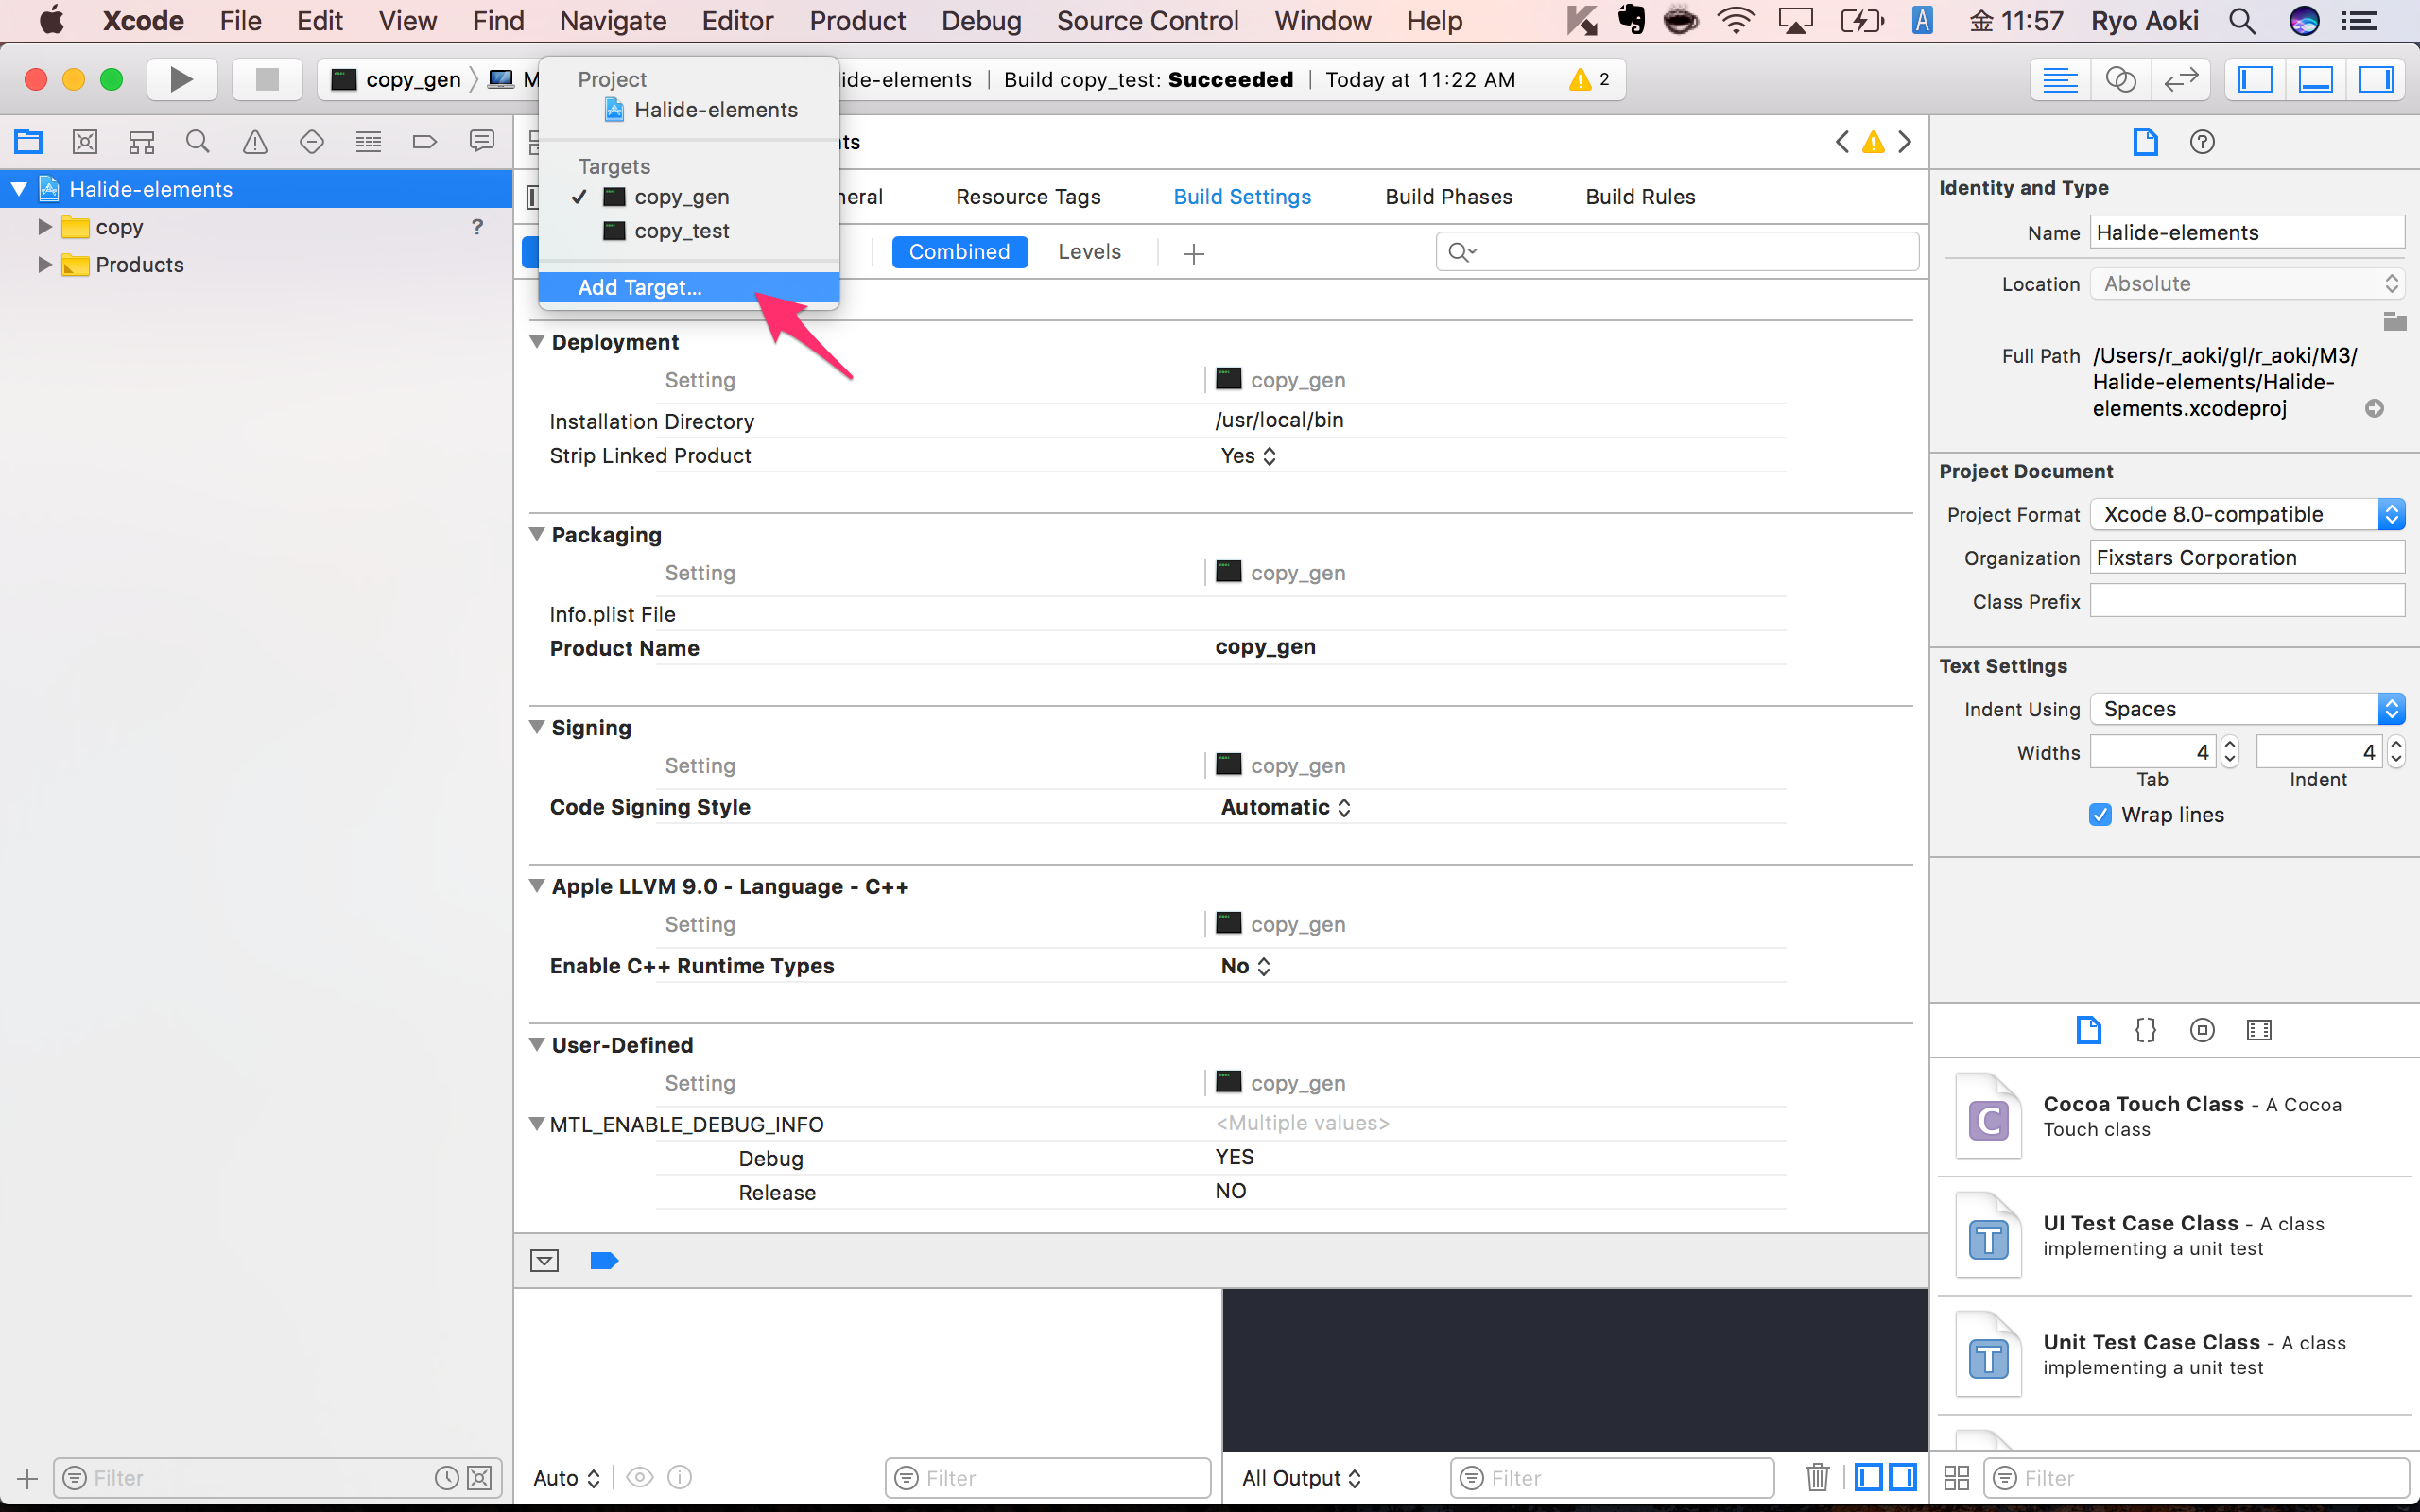 Xcode File Edit View Find Navigate Editor Product Debug Source Control Window Help A 金 11:57 Ryo Aoki
copy_gen M ide-elements | Build copy_test: Succeeded | Today at 11:22 AM 2
Project
Halide-elements
Targets
copy_gen
copy_test
Add Target...
nts
neral Resource Tags Build Settings Build Phases Build Rules
Combined Levels
Halide-elements
copy ?
Products
Deployment
Setting copy_gen
Installation Directory /usr/local/bin
Strip Linked Product Yes
Packaging
Setting copy_gen
Info.plist File
Product Name copy_gen
Signing
Setting copy_gen
Code Signing Style Automatic
Apple LLVM 9.0 - Language - C++
Setting copy_gen
Enable C++ Runtime Types No
User-Defined
Setting copy_gen
MTL_ENABLE_DEBUG_INFO <Multiple values>
Debug YES
Release NO
Identity and Type
Name Halide-elements
Location Absolute
Full Path /Users/r_aoki/gl/r_aoki/M3/
Halide-elements/Halide-
elements.xcodeproj
Project Document
Project Format Xcode 8.0-compatible
Organization Fixstars Corporation
Class Prefix
Text Settings
Indent Using Spaces
Widths 4 4
Tab Indent
Wrap lines
C Cocoa Touch Class - A Cocoa
Touch class
T UI Test Case Class - A class
implementing a unit test
T Unit Test Case Class - A class
implementing a unit test
Filter
Auto Filter
All Output Filter
Filter